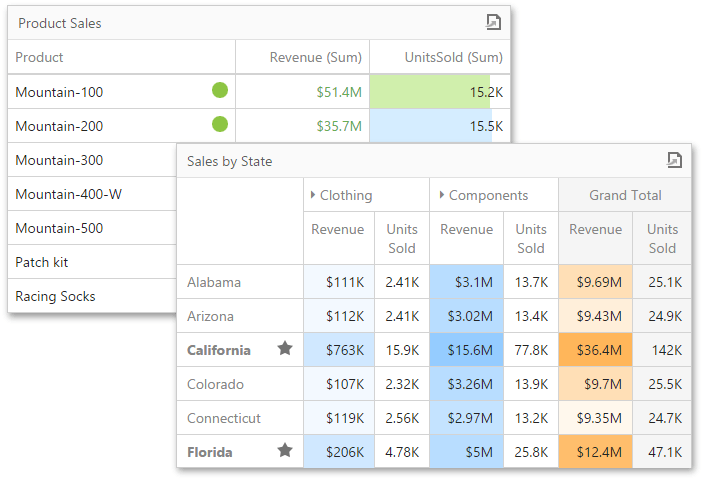 Product Sales
Product Revenue (Sum) UnitsSold (Sum)
Mountain-100 $51.4M 15.2K
Mountain-200 $35.7M 15.5K
Mountain-300
Mountain-400-W
Mountain-500
Patch kit
Racing Socks
Sales by State
Clothing Components Grand Total
Revenue Units Sold Revenue Units Sold Revenue Units Sold
Alabama $111K 2.41K $3.1M 13.7K $9.69M 25.1K
Arizona $112K 2.41K $3.02M 13.4K $9.43M 24.9K
California $763K 15.9K $15.6M 77.8K $36.4M 142K
Colorado $107K 2.32K $3.26M 13.9K $9.7M 25.5K
Connecticut $119K 2.56K $2.97M 13.2K $9.35M 24.7K
Florida $206K 4.78K $5M 25.8K $12.4M 47.1K